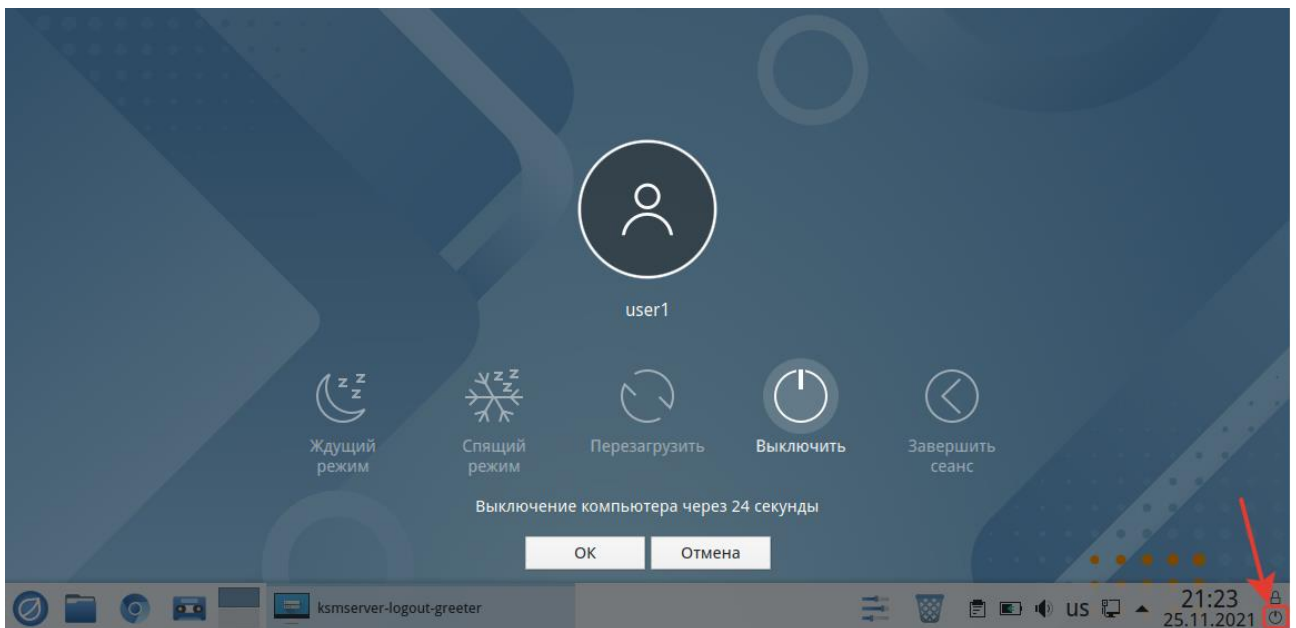 user1
Ждущий
режим
Спящий
режим
Перезагрузить
Выключить
Завершить
сеанс
Выключение компьютера через 24 секунды
ОК
Отмена
ksmserver-logout-greeter
us
21:23
25.11.2021